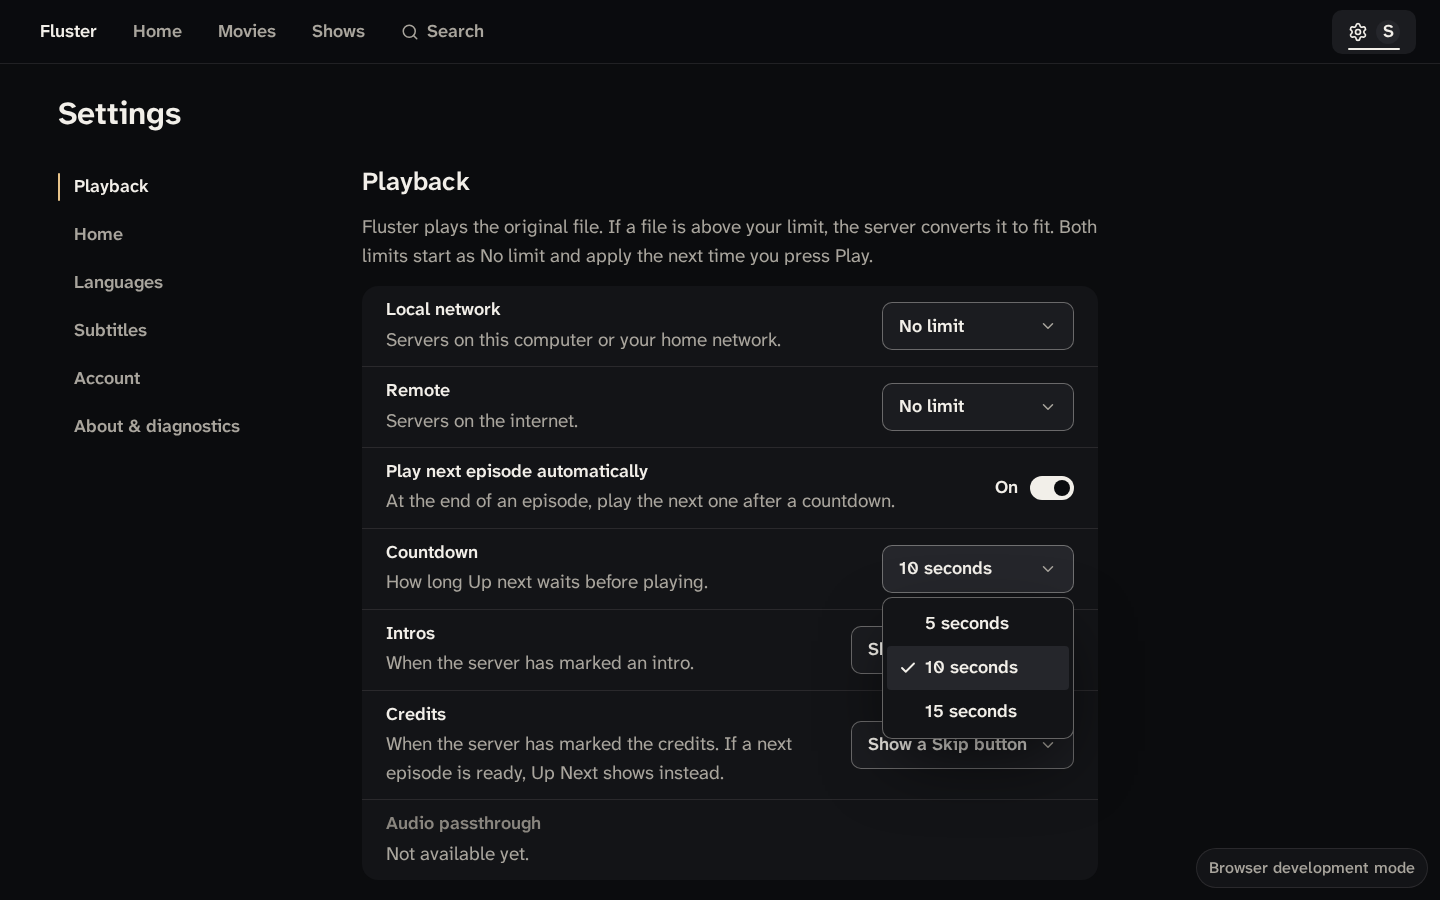 Fluster Home Movies Shows Search S
Settings
Playback
Home
Languages
Subtitles
Account
About & diagnostics
Playback
Fluster plays the original file. If a file is above your limit, the server converts it to fit. Both
limits start as No limit and apply the next time you press Play.
Local network
Servers on this computer or your home network.
No limit
Remote
Servers on the internet.
No limit
Play next episode automatically
At the end of an episode, play the next one after a countdown.
On
Countdown
How long Up next waits before playing.
10 seconds
5 seconds
10 seconds
15 seconds
Intros
When the server has marked an intro.
Credits
When the server has marked the credits. If a next
episode is ready, Up Next shows instead.
Show a Skip button
Audio passthrough
Not available yet.
Browser development mode